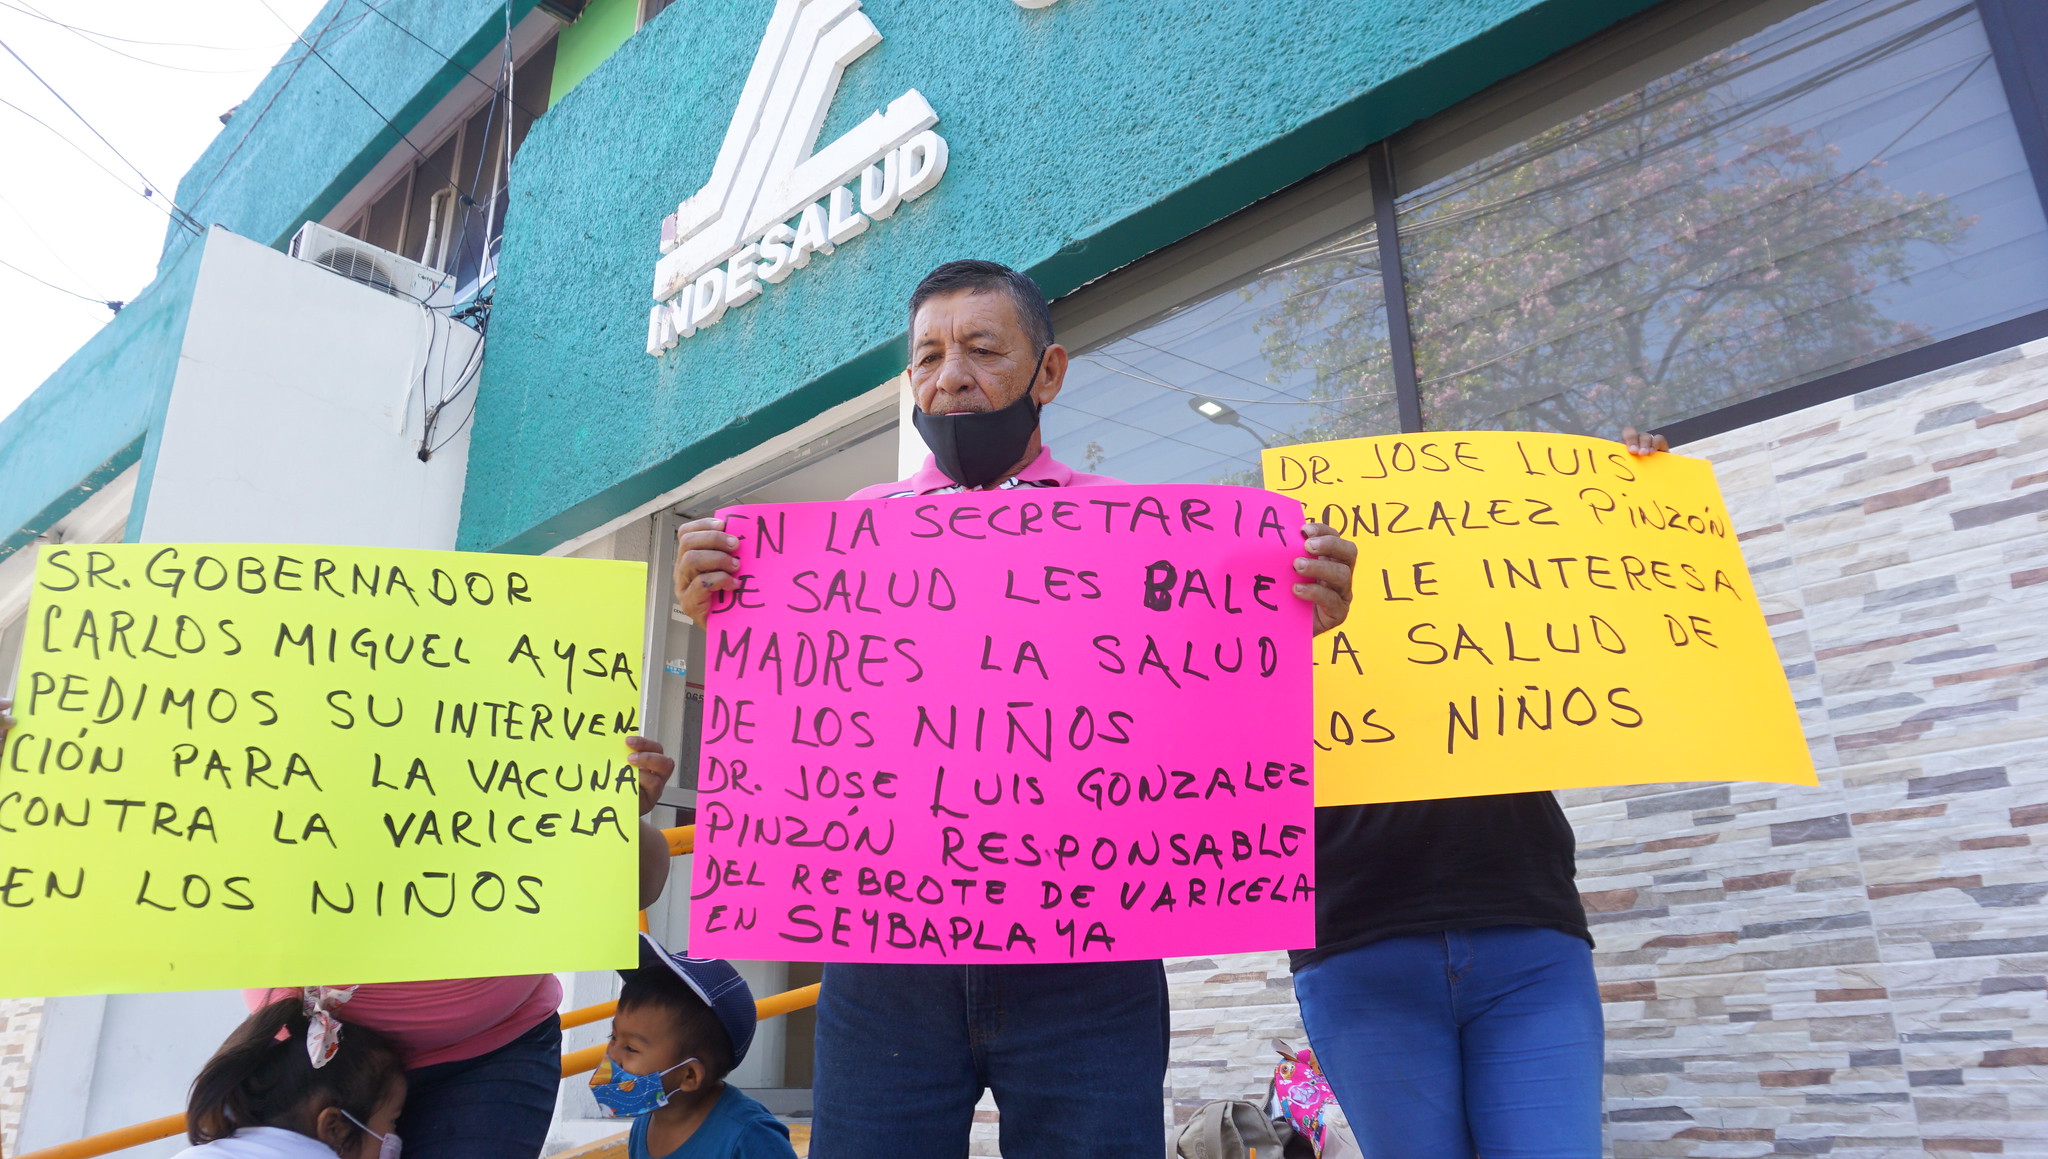 INDESALUD
SR. GOBERNADOR
CARLOS MIGUEL AYSA
PEDIMOS SU INTERVEN-
CIÓN PARA LA VACUNA
CONTRA LA VARICELA
EN LOS NIÑOS
EN LA SECRETARIA
DE SALUD LES BALE
MADRES LA SALUD
DE LOS NIÑOS
DR. JOSE LUIS GONZALEZ
PINZÓN RESPONSABLE
DEL REBROTE DE VARICELA
EN SEYBAPLAYA
DR. JOSE LUIS
GONZALEZ PINZÓN
LE INTERESA
LA SALUD DE
LOS NIÑOS